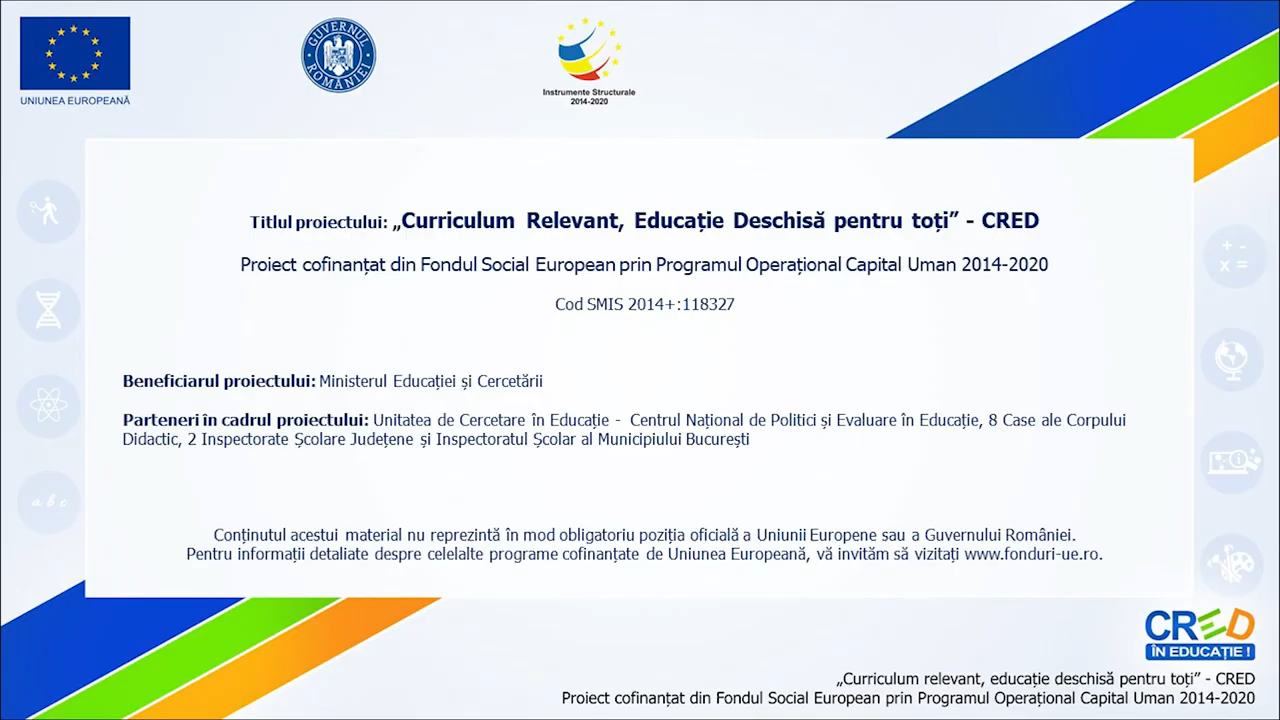 UNIUNEA EUROPEANĂ
GUVERNUL ROMÂNIEI
Instrumente Structurale
2014-2020
Titlul proiectului: „Curriculum Relevant, Educație Deschisă pentru toți” - CRED
Proiect cofinanțat din Fondul Social European prin Programul Operațional Capital Uman 2014-2020
Cod SMIS 2014+:118327
Beneficiarul proiectului: Ministerul Educației și Cercetării
Parteneri în cadrul proiectului: Unitatea de Cercetare în Educație - Centrul Național de Politici și Evaluare în Educație, 8 Case ale Corpului
Didactic, 2 Inspectorate Școlare Județene și Inspectoratul Școlar al Municipiului București
Conținutul acestui material nu reprezintă în mod obligatoriu poziția oficială a Uniunii Europene sau a Guvernului României.
Pentru informații detaliate despre celelalte programe cofinanțate de Uniunea Europeană, vă invităm să vizitați www.fonduri-ue.ro.
+ -
x =
a b c
CRED
ÎN EDUCAȚIE !
„Curriculum relevant, educație deschisă pentru toți” - CRED
Proiect cofinanțat din Fondul Social European prin Programul Operațional Capital Uman 2014-2020